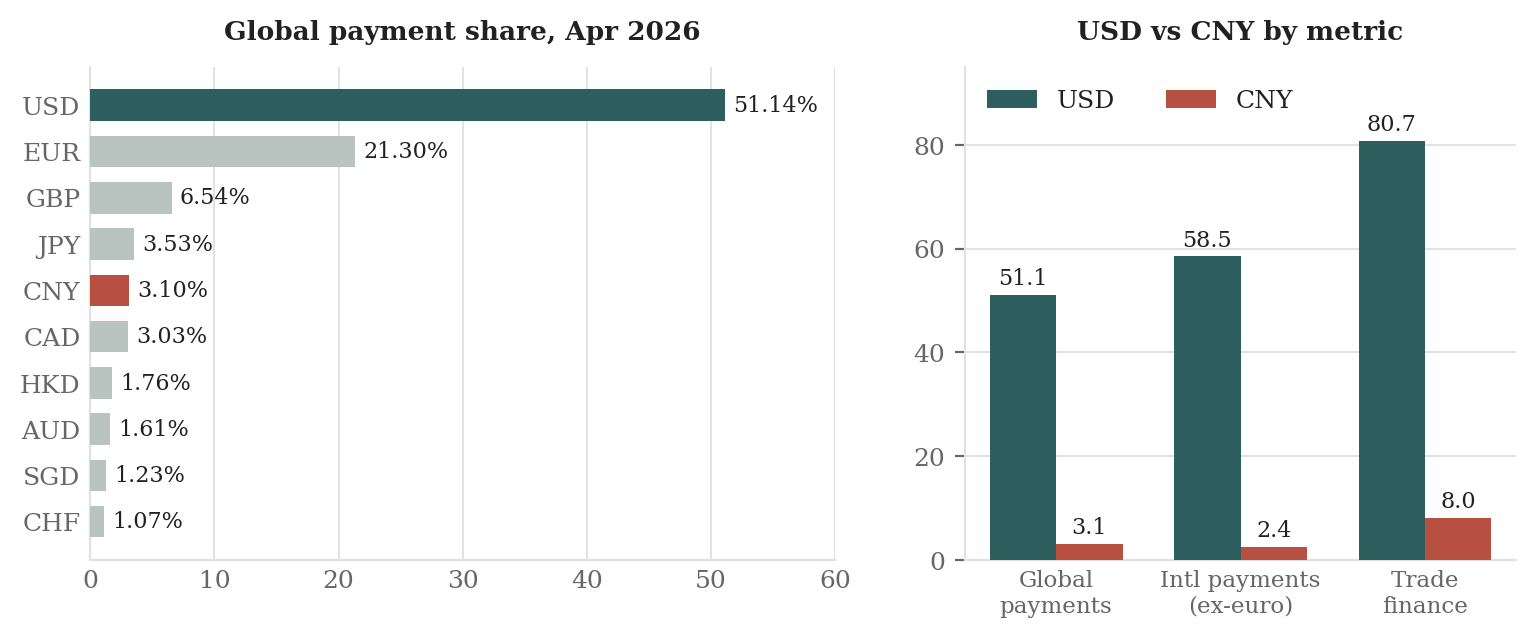 Global payment share, Apr 2026
USD 51.14%
EUR 21.30%
GBP 6.54%
JPY 3.53%
CNY 3.10%
CAD 3.03%
HKD 1.76%
AUD 1.61%
SGD 1.23%
CHF 1.07%
0 10 20 30 40 50 60
USD vs CNY by metric
USD CNY
80.7
80
58.5
60
51.1
40
20
8.0
3.1
2.4
0
Global payments
Intl payments (ex-euro)
Trade finance